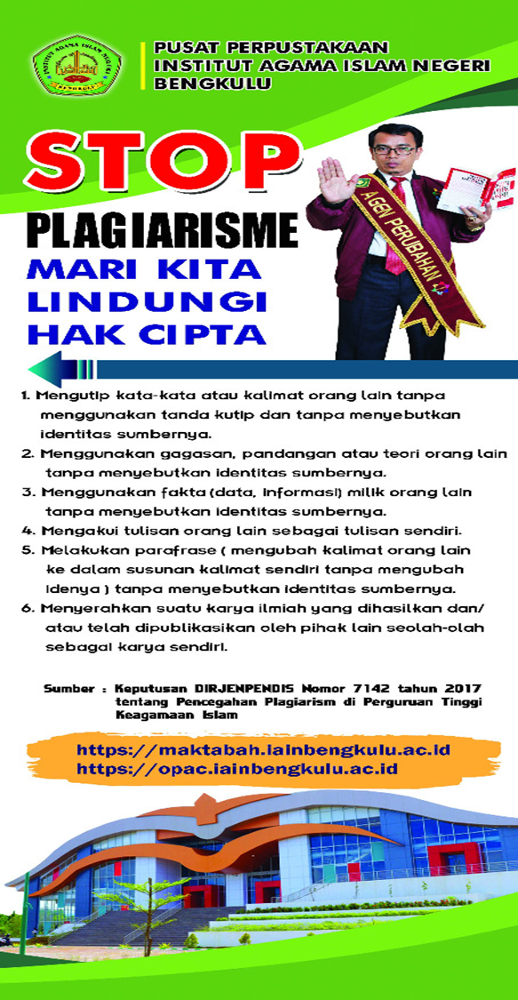 INSTITUT AGAMA ISLAM NEGERI
BENGKULU
PUSAT PERPUSTAKAAN
INSTITUT AGAMA ISLAM NEGERI
BENGKULU
STOP
PLAGIARISME
MARI KITA
LINDUNGI
HAK CIPTA
AGEN PERUBAHAN
1. Mengutip kata-kata atau kalimat orang lain tanpa
menggunakan tanda kutip dan tanpa menyebutkan
identitas sumbernya.
2. Menggunakan gagasan, pandangan atau teori orang lain
tanpa menyebutkan identitas sumbernya.
3. Menggunakan fakta (data, informasi) milik orang lain
tanpa menyebutkan identitas sumbernya.
4. Mengakui tulisan orang lain sebagai tulisan sendiri.
5. Melakukan parafrase ( mengubah kalimat orang lain
ke dalam susunan kalimat sendiri tanpa mengubah
idenya ) tanpa menyebutkan identitas sumbernya.
6. Menyerahkan suatu karya ilmiah yang dihasilkan dan/
atau telah dipublikasikan oleh pihak lain seolah-olah
sebagai karya sendiri.
Sumber : Keputusan DIRJENPENDIS Nomor 7142 tahun 2017
tentang Pencegahan Plagiarism di Perguruan Tinggi
Keagamaan Islam
https://maktabah.iainbengkulu.ac.id
https://opac.iainbengkulu.ac.id